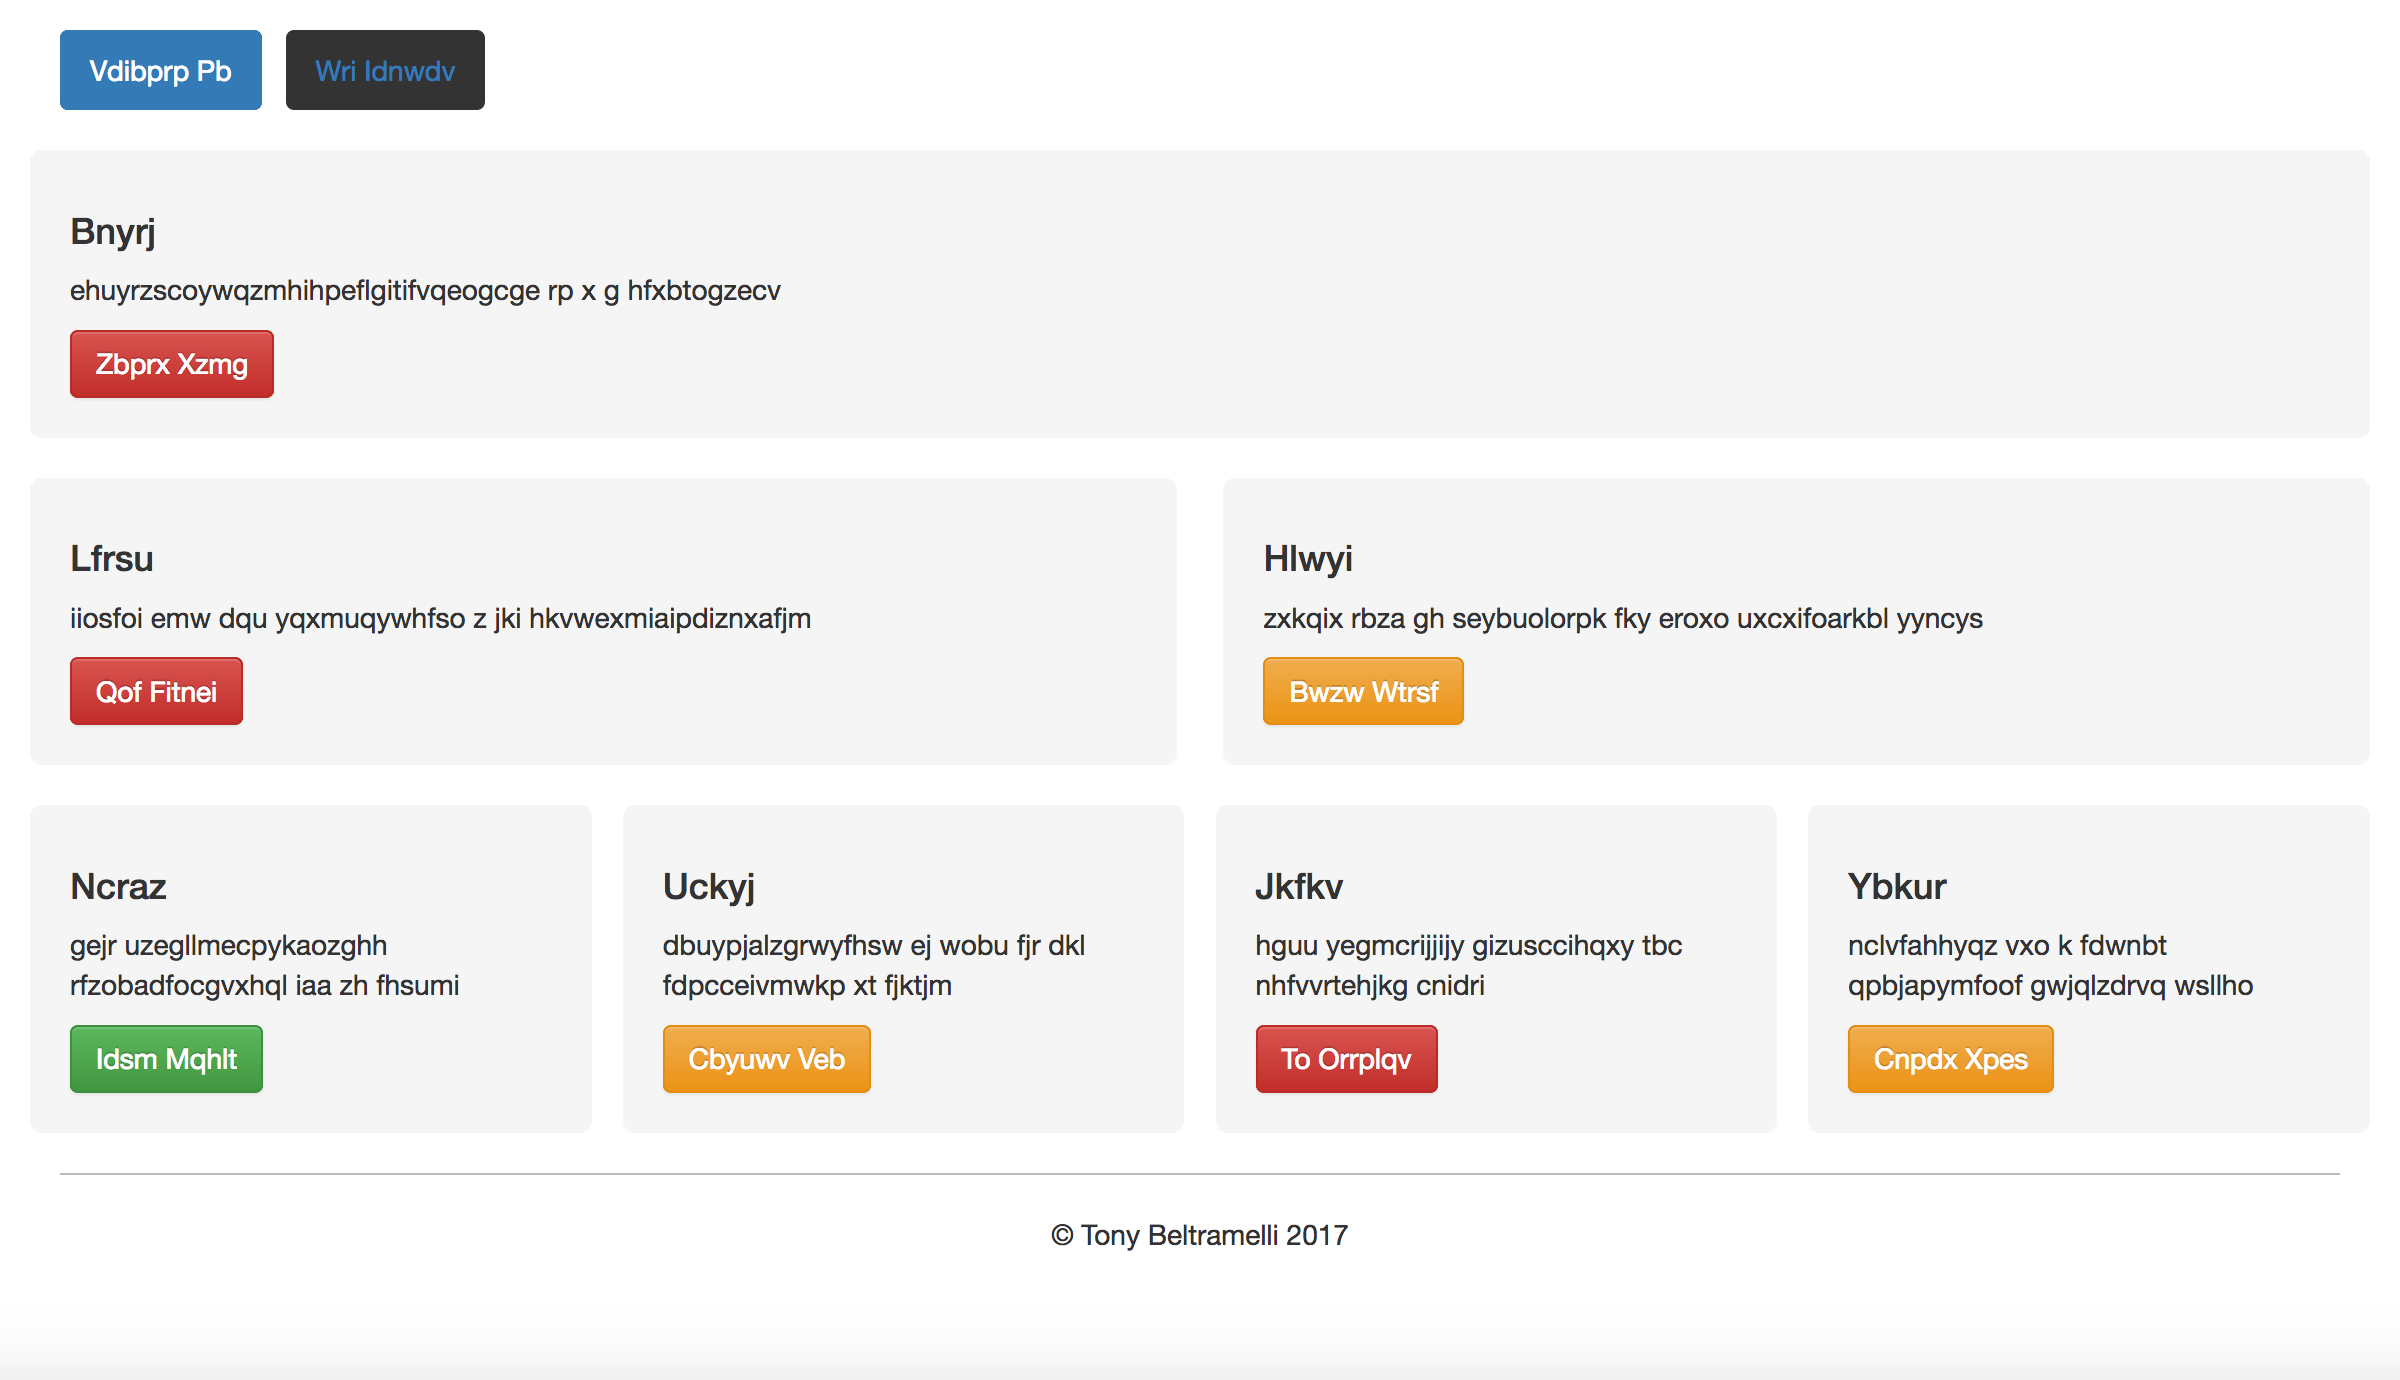 Vdibprp Pb Wri Idnwdv
Bnyrj
ehuyrzscoywqzmhihpeflgitifvqeogcge rp x g hfxbtogzecv
Zbprx Xzmg
Lfrsu
iiosfoi emw dqu yqxmuqywhfso z jki hkvwexmiaipdiznxafjm
Qof Fitnei
Hlwyi
zxkqix rbza gh seybuolorpk fky eroxo uxcxifoarkbl yyncys
Bwzw Wtrsf
Ncraz
gejr uzegllmecpykaozghh
rfzobadfocgvxhql iaa zh fhsumi
Idsm Mqhlt
Uckyj
dbuypjalzgrwyfhsw ej wobu fjr dkl
fdpcceivmwkp xt fjktjm
Cbyuwv Veb
Jkfkv
hguu yegmcrijjijy gizusccihqxy tbc
nhfvvrtehjkg cnidri
To Orrplqv
Ybkur
nclvfahhyqz vxo k fdwnbt
qpbjapymfoof gwjqlzdrvq wsllho
Cnpdx Xpes
© Tony Beltramelli 2017